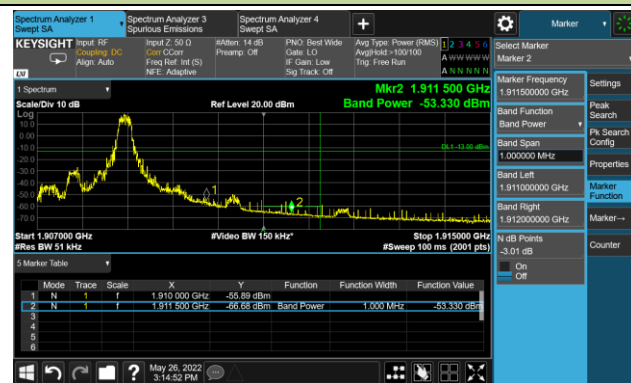 Spectrum Analyzer 1
Swept SA
Spectrum Analyzer 3
Spurious Emissions
Spectrum Analyzer 4
Swept SA
Marker
KEYSIGHT
Input: RF
Coupling: DC
Align: Auto
Input Z: 50 Ω
Corr CCorr
Freq Ref: Int (S)
NFE: Adaptive
#Atten: 14 dB
Preamp: Off
PNO: Best Wide
Gate: LO
IF Gain: Low
Sig Track: Off
Avg Type: Power (RMS)
Avg|Hold:>100/100
Trig: Free Run
1 2 3 4 5 6
A W W W W W
A N N N N N
LXI
1 Spectrum
Scale/Div 10 dB
Ref Level 20.00 dBm
Mkr2 1.911 500 GHz
Band Power -53.330 dBm
Log
10.0
0.00
-10.0
-20.0
-30.0
-40.0
-50.0
-60.0
-70.0
DL1 -13.00 dBm
1
2
Start 1.907000 GHz
#Res BW 51 kHz
#Video BW 150 kHz*
Stop 1.915000 GHz
#Sweep 100 ms (2001 pts)
5 Marker Table
Mode Trace Scale X Y Function Function Width Function Value
1 N 1 f 1.910 000 GHz -55.89 dBm
2 N 1 f 1.911 500 GHz -66.68 dBm Band Power 1.000 MHz -53.330 dBm
3
4
5
6
May 26, 2022
3:14:52 PM
Select Marker
Marker 2
Marker Frequency
1.911500000 GHz
Band Function
Band Power
Band Span
1.000000 MHz
Band Left
1.911000000 GHz
Band Right
1.912000000 GHz
N dB Points
-3.01 dB
On
Off
Settings
Peak
Search
Pk Search
Config
Properties
Marker
Function
Marker→
Counter